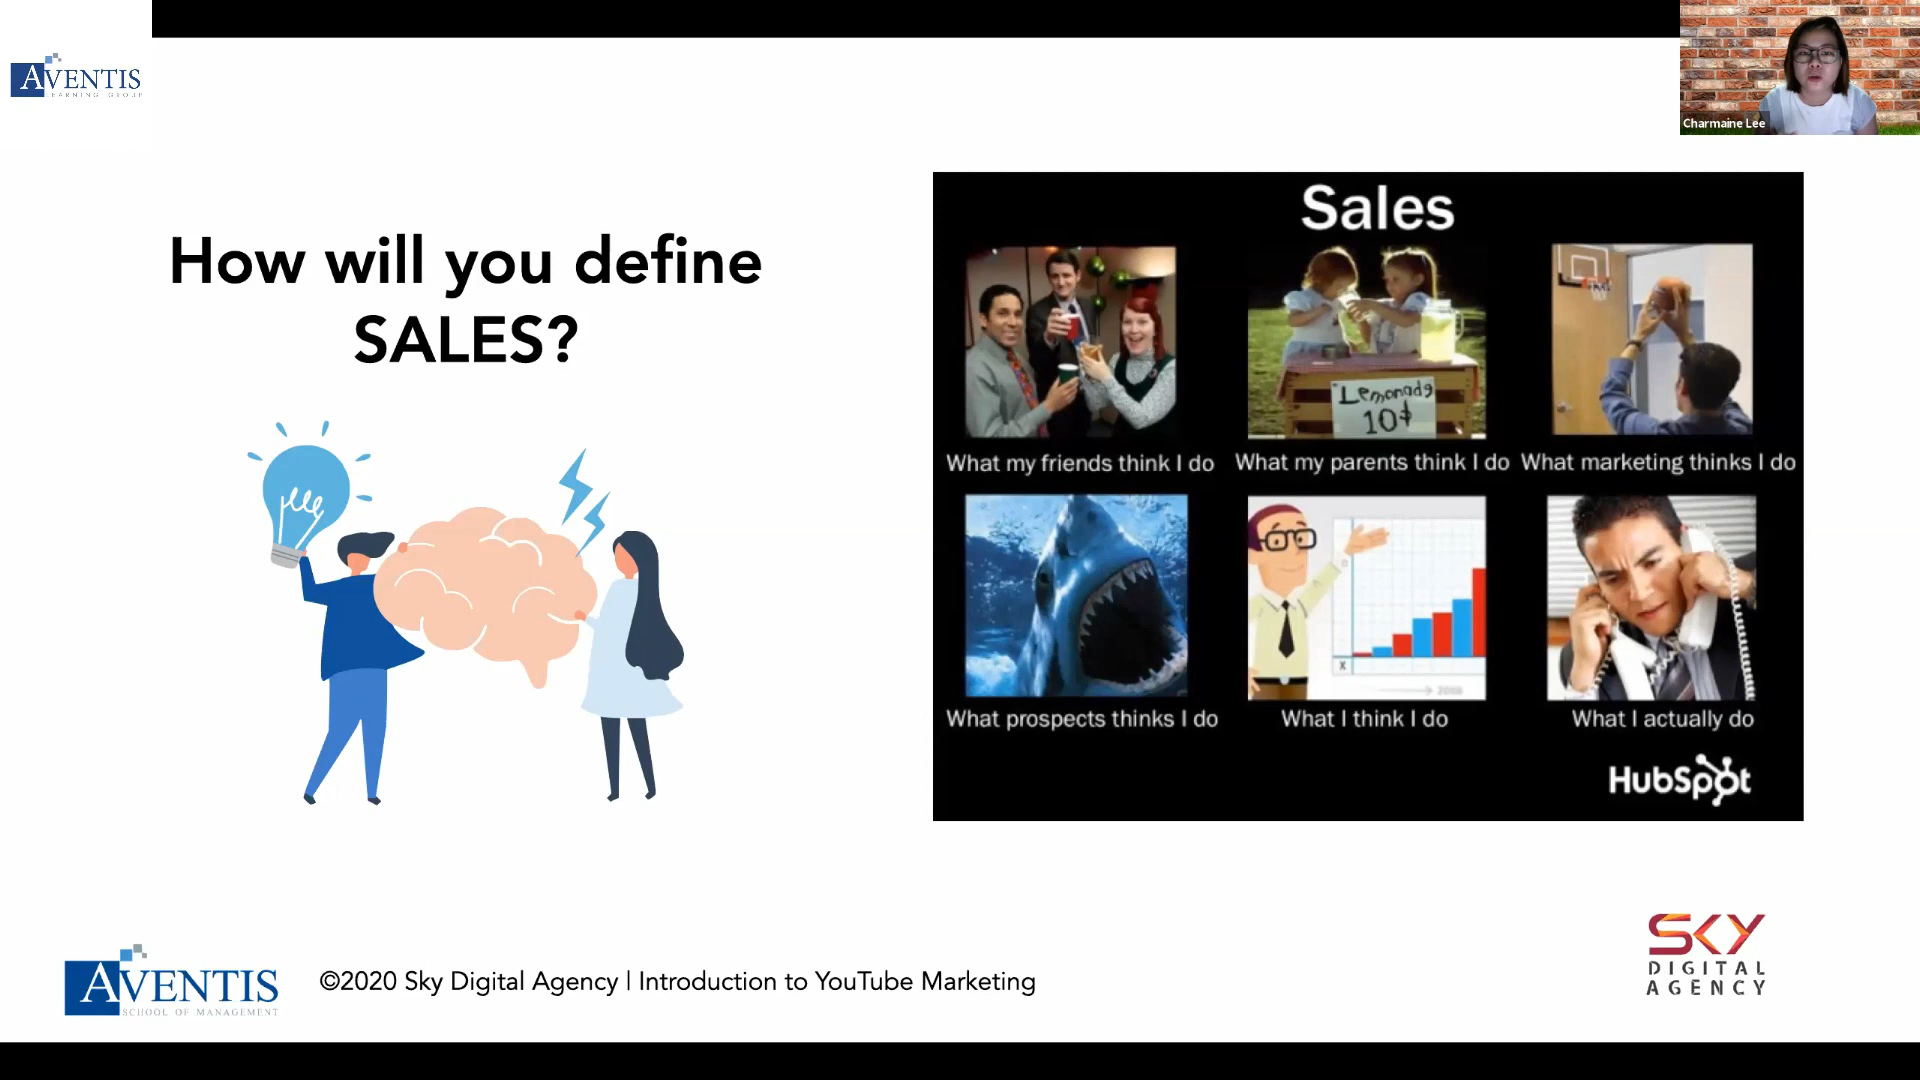 AVENTIS
LEARNING GROUP
Charmaine Lee
How will you define
SALES?
Sales
Lemonade
10¢
What my friends think I do
What my parents think I do
What marketing thinks I do
X
What prospects thinks I do
What I think I do
What I actually do
HubSpot
AVENTIS
SCHOOL OF MANAGEMENT
©2020 Sky Digital Agency | Introduction to YouTube Marketing
SKY
DIGITAL
AGENCY